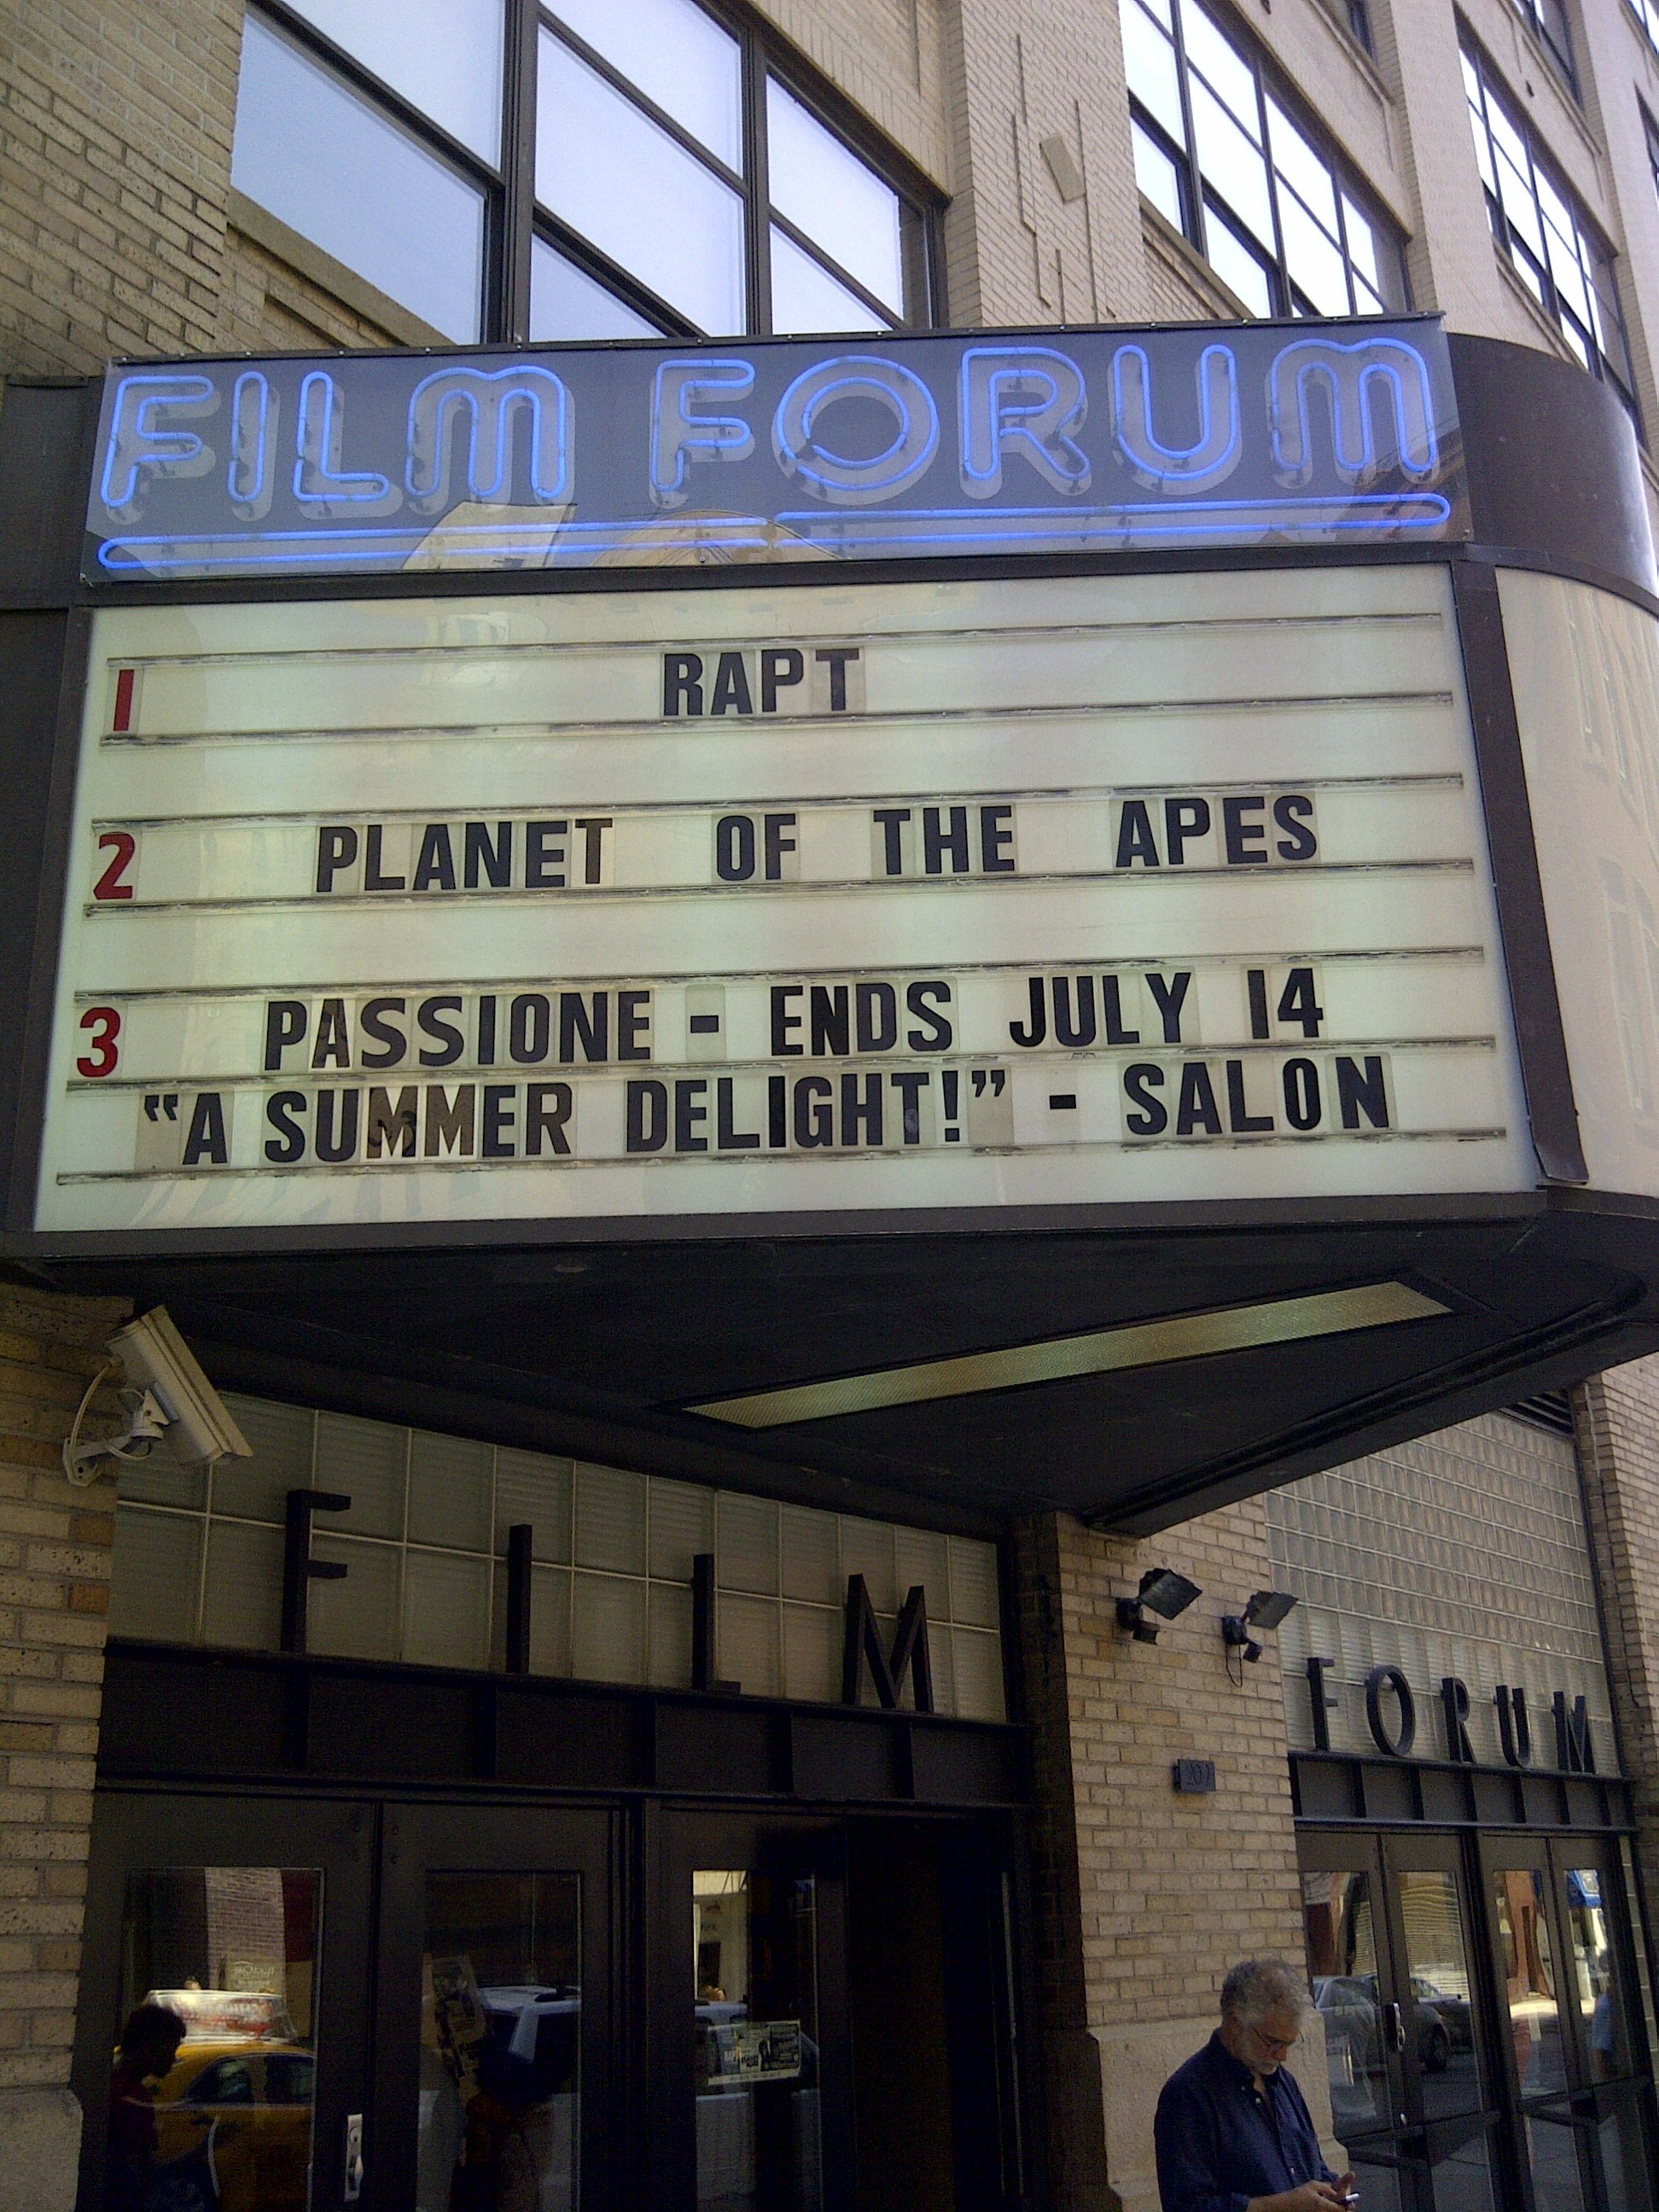 FILM FORUM
1 RAPT
2 PLANET OF THE APES
3 PASSIONE - ENDS JULY 14
“A SUMMER DELIGHT!” - SALON
FILM
FORUM